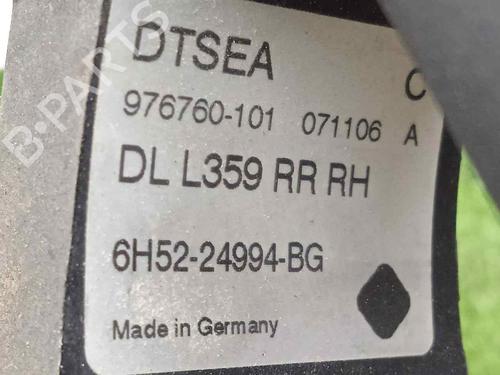 DTSEA C
976760-101 071106 A
DL L359 RR RH
6H52-24994-BG
Made in Germany
B-PARTS